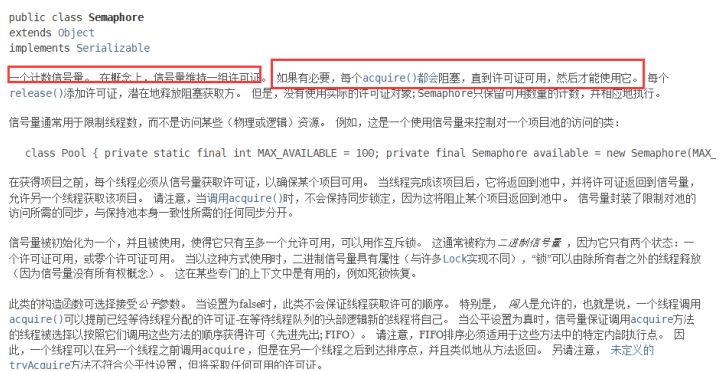 public class Semaphore
extends Object
implements Serializable
一个计数信号量。 在概念上，信号量维持一组许可证。 如果有必要，每个acquire()都会阻塞，直到许可证可用，然后才能使用它。 每个
release()添加许可证，潜在地释放阻塞获取方。 但是，没有使用实际的许可证对象; Semaphore只保留可用数量的计数，并相应地执行。
信号量通常用于限制线程数，而不是访问某些（物理或逻辑）资源。 例如，这是一个使用信号量来控制对一个项目池的访问的类：
class Pool { private static final int MAX_AVAILABLE = 100; private final Semaphore available = new Semaphore(MAX_
在获得项目之前，每个线程必须从信号量获取许可证，以确保某个项目可用。 当线程完成该项目后，它将返回到池中，并将许可证返回到信号量，
允许另一个线程获取该项目。 请注意，当调用acquire()时，不会保持同步锁定，因为这将阻止某个项目返回到池中。 信号量封装了限制对池的
访问所需的同步，与保持池本身一致性所需的任何同步分开。
信号量被初始化为一个，并且被使用，使得它只有至多一个允许可用，可以用作互斥锁。 这通常被称为二进制信号量 ，因为它只有两个状态：一
个许可证可用，或零个许可证可用。 当以这种方式使用时，二进制信号量具有属性（与许多Lock实现不同），“锁”可以由除所有者之外的线程释放
（因为信号量没有所有权概念）。 这在某些专门的上下文中是有用的，例如死锁恢复。
此类的构造函数可选择接受公平参数。 当设置为false时，此类不会保证线程获取许可的顺序。 特别是， 闯入是允许的，也就是说，一个线程调用
acquire()可以提前已经等待线程分配的许可证-在等待线程队列的头部逻辑新的线程将自己。 当公平设置为真时，信号量保证调用acquire方法
的线程被选择以按照它们调用这些方法的顺序获得许可（先进先出; FIFO）。 请注意，FIFO排序必须适用于这些方法中的特定内部执行点。 因
此，一个线程可以在另一个线程之前调用acquire ，但是在另一个线程之后到达排序点，并且类似地从方法返回。 另请注意， 未定义的
tryAcquire方法不符合公平性设置，但将采取任何可用的许可证。